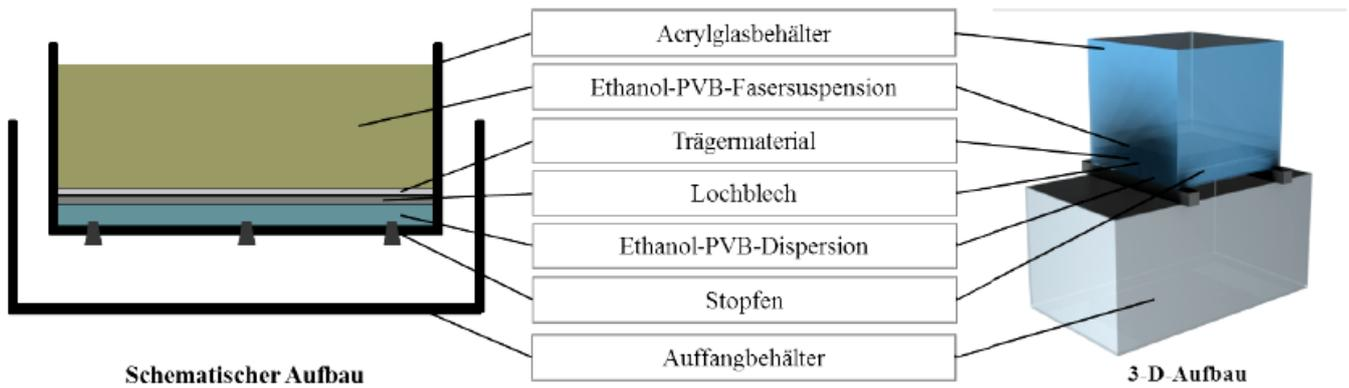 Acrylglasbehälter
Ethanol-PVB-Fasersuspension
Trägermaterial
Lochblech
Ethanol-PVB-Dispersion
Stopfen
Auffangbehälter
Schematischer Aufbau
3-D-Aufbau